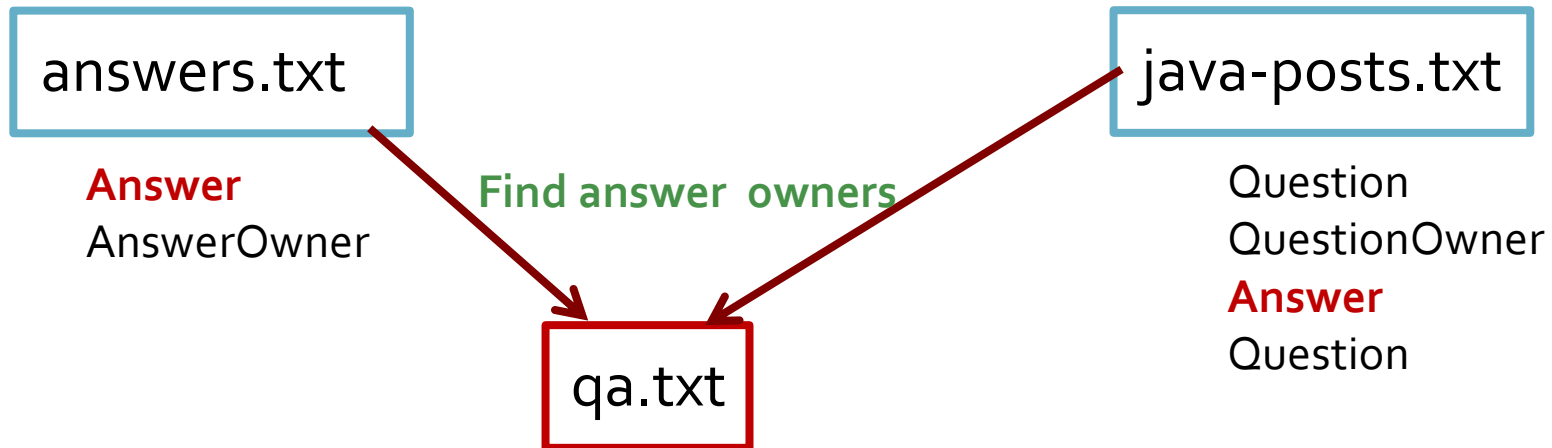 answers.txt
java-posts.txt
Answer
AnswerOwner
Find answer owners
Question
QuestionOwner
Answer
Question
qa.txt